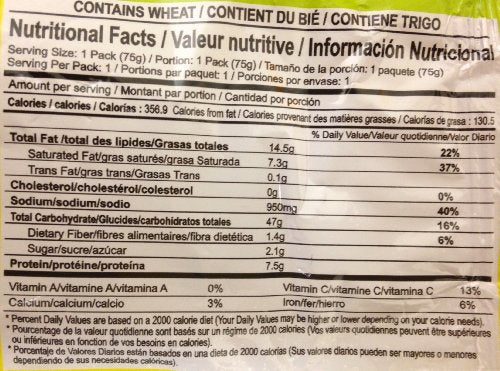 CONTAINS WHEAT / CONTIENT DU BIÉ / CONTIENE TRIGO
Nutritional Facts / Valeur nutritive / Información Nutricional
Serving Size: 1 Pack (75g) / Portion: 1 Pack (75g) / Tamaño de la porción: 1 paquete (75g)
Serving Per Pack: 1 / Portions par paquet: 1 / Porciones por envase: 1
Amount per serving / Montant par portion / Cantidad por porción
Calories / calories / Calorías : 356.9 Calories from fat / Calories provenant des matières grasses / Calorías de grasa : 130.5
% Daily Value/Valeur quotidienne/Valor Diario
Total Fat /total des lipides/Grasas totales 14.5g 22%
Saturated Fat/gras saturés/grasa Saturada 7.3g 37%
Trans Fat/gras trans/Grasas Trans 0.1g
Cholesterol/cholestérol/colesterol 0g 0%
Sodium/sodium/sodio 950mg 40%
Total Carbohydrate/Glucides/carbohidratos totales 47g 16%
Dietary Fiber/fibres alimentaires/fibra dietética 1.4g 6%
Sugar/sucre/azúcar 2.1g
Protein/protéine/proteína 7.5g
Vitamin A/vitamine A/vitamina A 0% Vitamin C/vitamine C/vitamina C 13%
Calcium/calcium/calcio 3% Iron/fer/hierro 6%
* Percent Daily Values are based on a 2000 calorie diet (Your Daily Values may be higher or lower depending on your calorie needs).
* Pourcentage de la valeur quotidienne sont basés sur un régime de 2000 calories (Vos valeurs quotidiennes peuvent être supérieures
ou inférieures en fonction de vos besoins en calories).
* Porcentaje de Valores Diarios están basados en una dieta de 2000 calorías (Sus valores diarios pueden ser mayores o menores
dependiendo de sus necesidades calóricas).